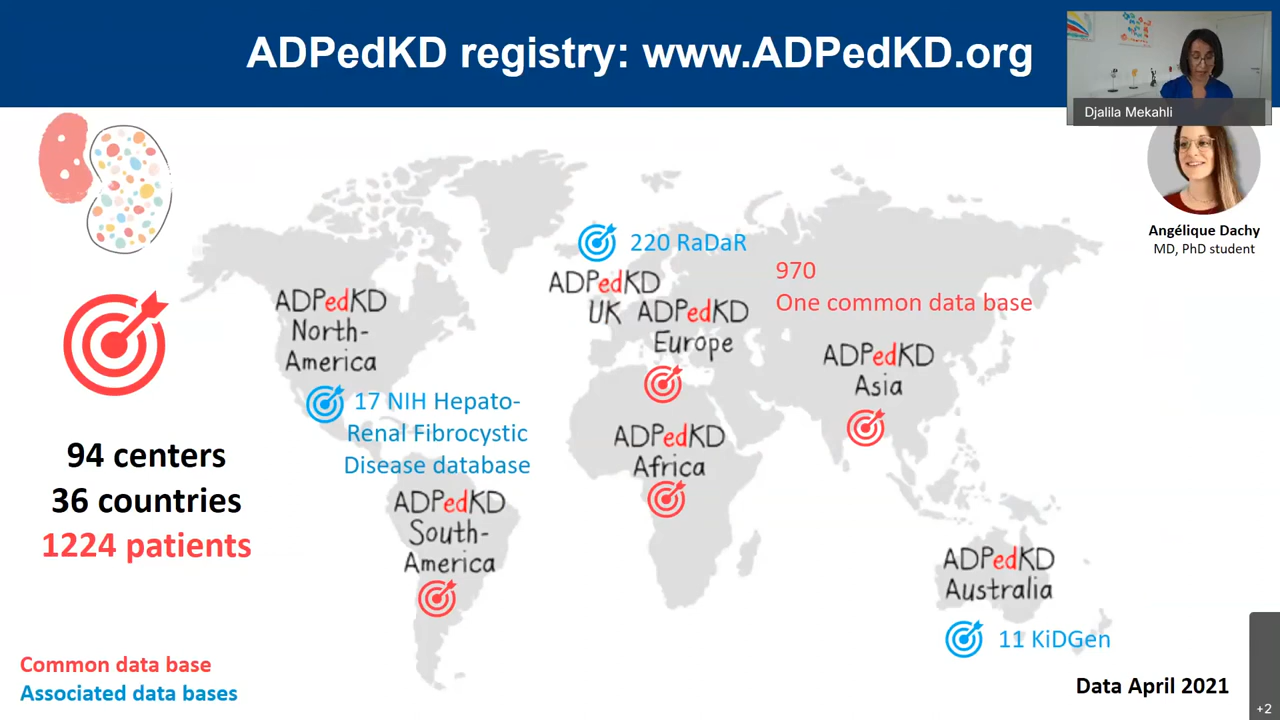 ADPedKD registry: www.ADPedKD.org
Djalila Mekahli
Angélique Dachy
MD, PhD student
220 RaDaR
970
One common data base
ADPedKD
UK
ADPedKD
Europe
ADPedKD
North-
America
ADPedKD
Asia
17 NIH Hepato-
Renal Fibrocystic
Disease database
ADPedKD
Africa
94 centers
36 countries
1224 patients
ADPedKD
South-
America
ADPedKD
Australia
11 KiDGen
Common data base
Associated data bases
Data April 2021
+2